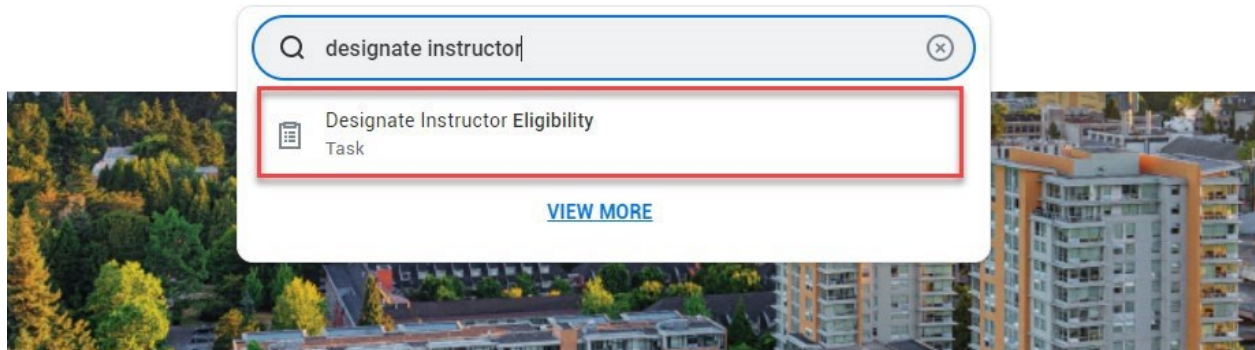 designate instructor
Designate Instructor Eligibility
Task
VIEW MORE